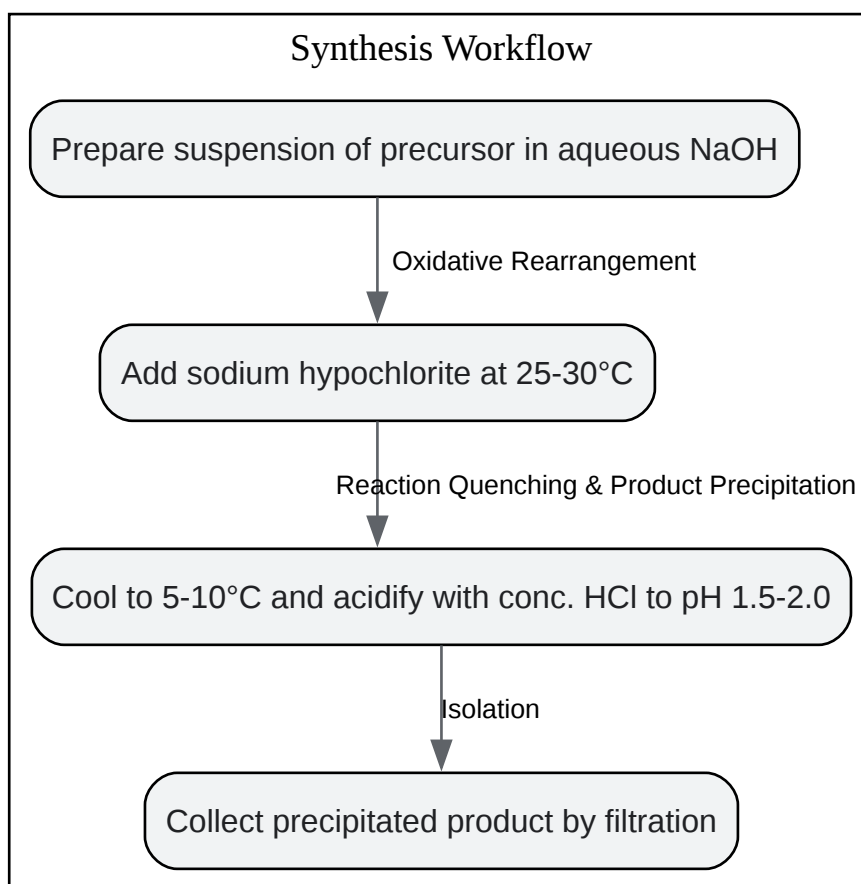 Synthesis Workflow
Prepare suspension of precursor in aqueous NaOH
Oxidative Rearrangement
Add sodium hypochlorite at 25-30°C
Reaction Quenching & Product Precipitation
Cool to 5-10°C and acidify with conc. HCl to pH 1.5-2.0
Isolation
Collect precipitated product by filtration